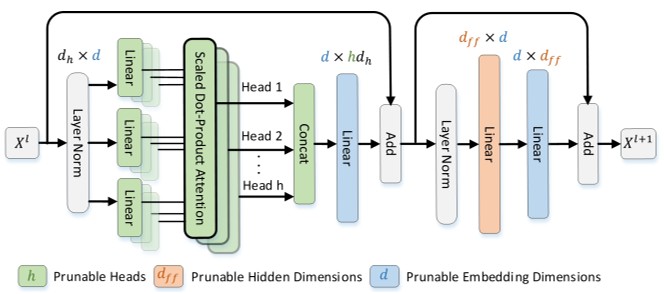 d_h × d
d × hd_h
d_ff × d
d × d_ff
X^l
Layer Norm
Linear
Linear
Linear
Scaled Dot-Product Attention
Head 1
Head 2
Head h
Concat
Linear
Add
Layer Norm
Linear
Linear
Add
X^{l+1}
h Prunable Heads
d_ff Prunable Hidden Dimensions
d Prunable Embedding Dimensions